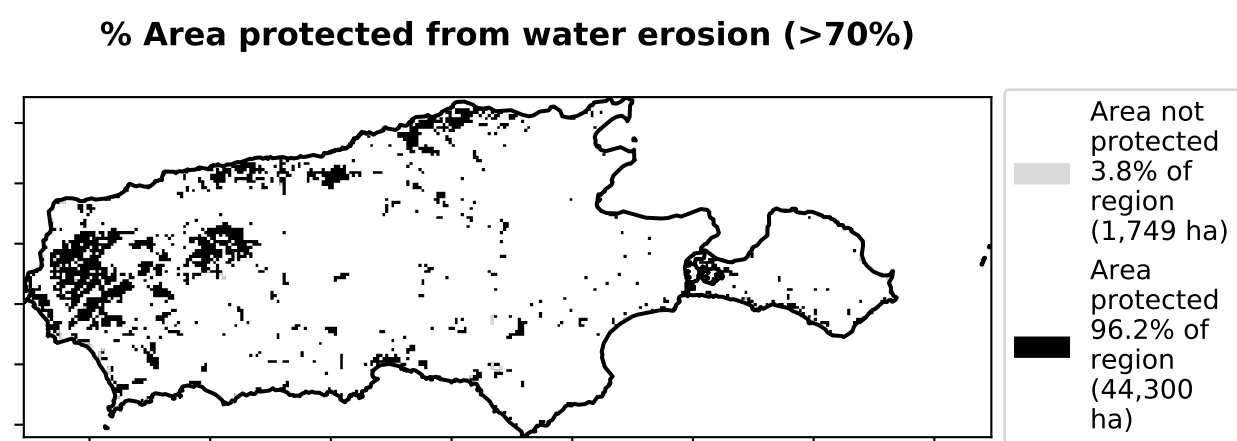 % Area protected from water erosion (>70%)
Area not
protected
3.8% of
region
(1,749 ha)
Area
protected
96.2% of
region
(44,300
ha)